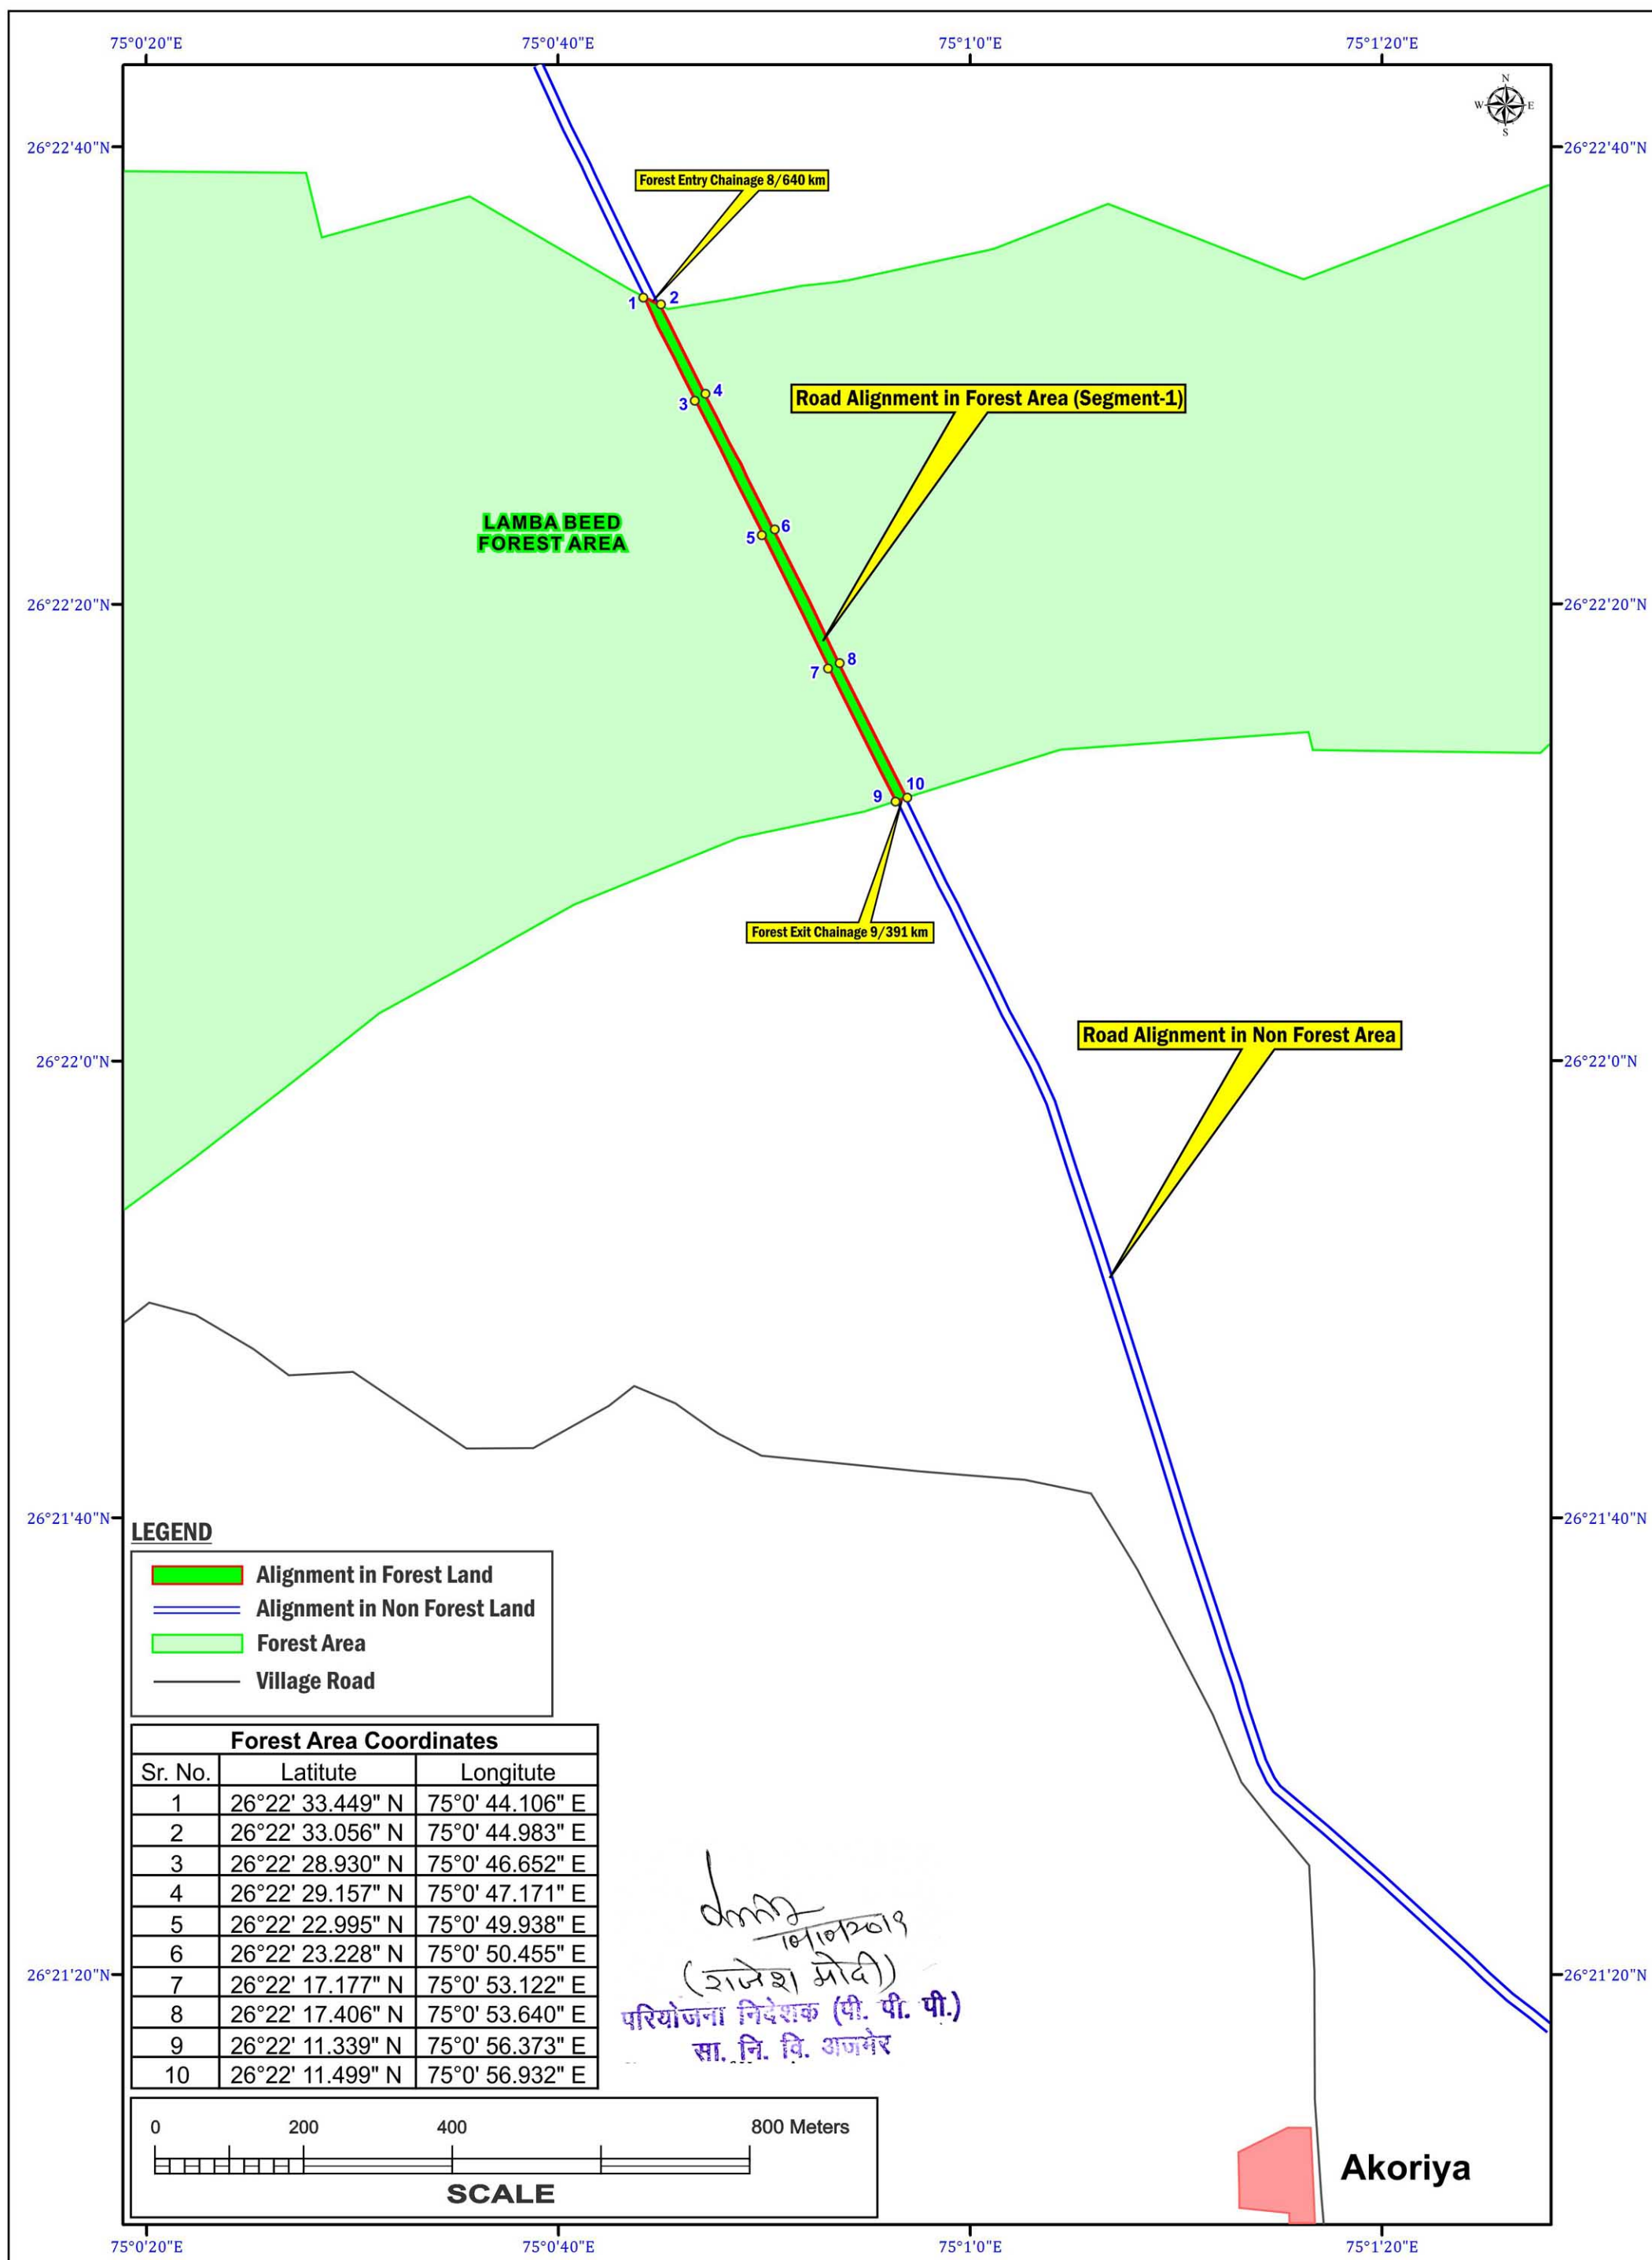 75°0'20"E 75°0'40"E 75°1'0"E 75°1'20"E
N
W E
S
26°22'40"N 26°22'40"N
Forest Entry Chainage 8/640 km
1 2
4
3
Road Alignment in Forest Area (Segment-1)
LAMBA BEED
FOREST AREA
6
5
26°22'20"N 26°22'20"N
8
7
10
9
Forest Exit Chainage 9/391 km
Road Alignment in Non Forest Area
26°22'0"N 26°22'0"N
26°21'40"N 26°21'40"N
LEGEND
Alignment in Forest Land
Alignment in Non Forest Land
Forest Area
Village Road
Forest Area Coordinates
Sr. No. Latitute Longitute
1 26°22' 33.449" N 75°0' 44.106" E
2 26°22' 33.056" N 75°0' 44.983" E
3 26°22' 28.930" N 75°0' 46.652" E
4 26°22' 29.157" N 75°0' 47.171" E
5 26°22' 22.995" N 75°0' 49.938" E
6 26°22' 23.228" N 75°0' 50.455" E
7 26°22' 17.177" N 75°0' 53.122" E
8 26°22' 17.406" N 75°0' 53.640" E
9 26°22' 11.339" N 75°0' 56.373" E
10 26°22' 11.499" N 75°0' 56.932" E
10/10/2019
(राजेश मोदी)
परियोजना निदेशक (पी. पी. पी.)
सा. नि. वि. अजमेर
26°21'20"N 26°21'20"N
0 200 400 800 Meters
SCALE
Akoriya
75°0'20"E 75°0'40"E 75°1'0"E 75°1'20"E